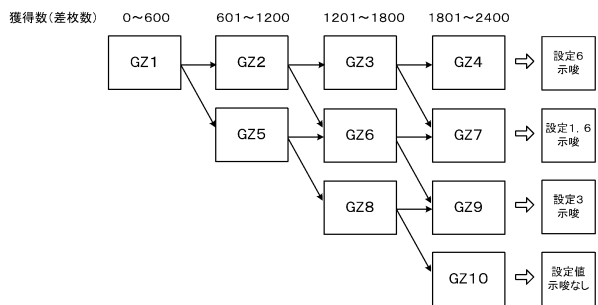 獲得数(差枚数) 0～600 601～1200 1201～1800 1801～2400
GZ1 GZ2 GZ3 GZ4 設定6
示唆
GZ5 GZ6 GZ7 設定1，6
示唆
GZ8 GZ9 設定3
示唆
GZ10 設定値
示唆なし